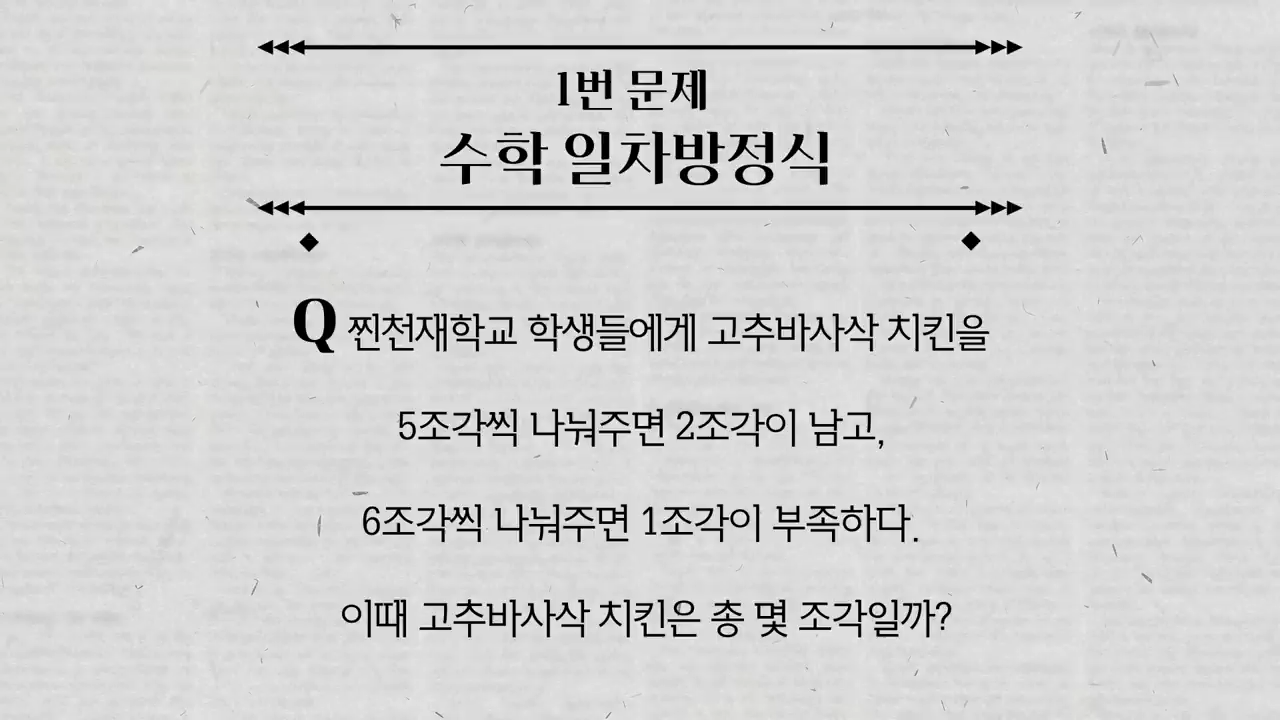 1번 문제
수학 일차방정식
Q 찐천재학교 학생들에게 고추바사삭 치킨을
5조각씩 나눠주면 2조각이 남고,
6조각씩 나눠주면 1조각이 부족하다.
이때 고추바사삭 치킨은 총 몇 조각일까?